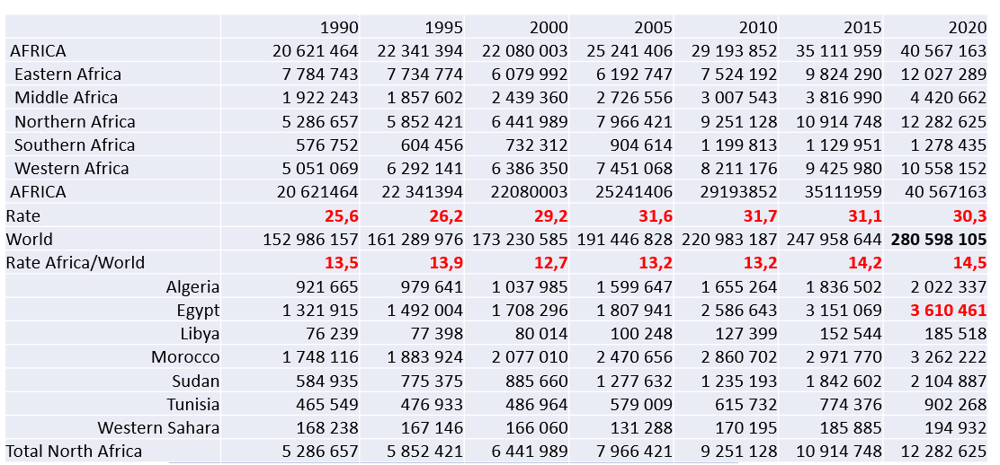 1990 1995 2000 2005 2010 2015 2020
AFRICA 20 621 464 22 341 394 22 080 003 25 241 406 29 193 852 35 111 959 40 567 163
Eastern Africa 7 784 743 7 734 774 6 079 992 6 192 747 7 524 192 9 824 290 12 027 289
Middle Africa 1 922 243 1 857 602 2 439 360 2 726 556 3 007 543 3 816 990 4 420 662
Northern Africa 5 286 657 5 852 421 6 441 989 7 966 421 9 251 128 10 914 748 12 282 625
Southern Africa 576 752 604 456 732 312 904 614 1 199 813 1 129 951 1 278 435
Western Africa 5 051 069 6 292 141 6 386 350 7 451 068 8 211 176 9 425 980 10 558 152
AFRICA 20 621464 22 341394 22080003 25241406 29193852 35111959 40 567163
Rate 25,6 26,2 29,2 31,6 31,7 31,1 30,3
World 152 986 157 161 289 976 173 230 585 191 446 828 220 983 187 247 958 644 280 598 105
Rate Africa/World 13,5 13,9 12,7 13,2 13,2 14,2 14,5
Algeria 921 665 979 641 1 037 985 1 599 647 1 655 264 1 836 502 2 022 337
Egypt 1 321 915 1 492 004 1 708 296 1 807 941 2 586 643 3 151 069 3 610 461
Libya 76 239 77 398 80 014 100 248 127 399 152 544 185 518
Morocco 1 748 116 1 883 924 2 077 010 2 470 656 2 860 702 2 971 770 3 262 222
Sudan 584 935 775 375 885 660 1 277 632 1 235 193 1 842 602 2 104 887
Tunisia 465 549 476 933 486 964 579 009 615 732 774 376 902 268
Western Sahara 168 238 167 146 166 060 131 288 170 195 185 885 194 932
Total North Africa 5 286 657 5 852 421 6 441 989 7 966 421 9 251 128 10 914 748 12 282 625